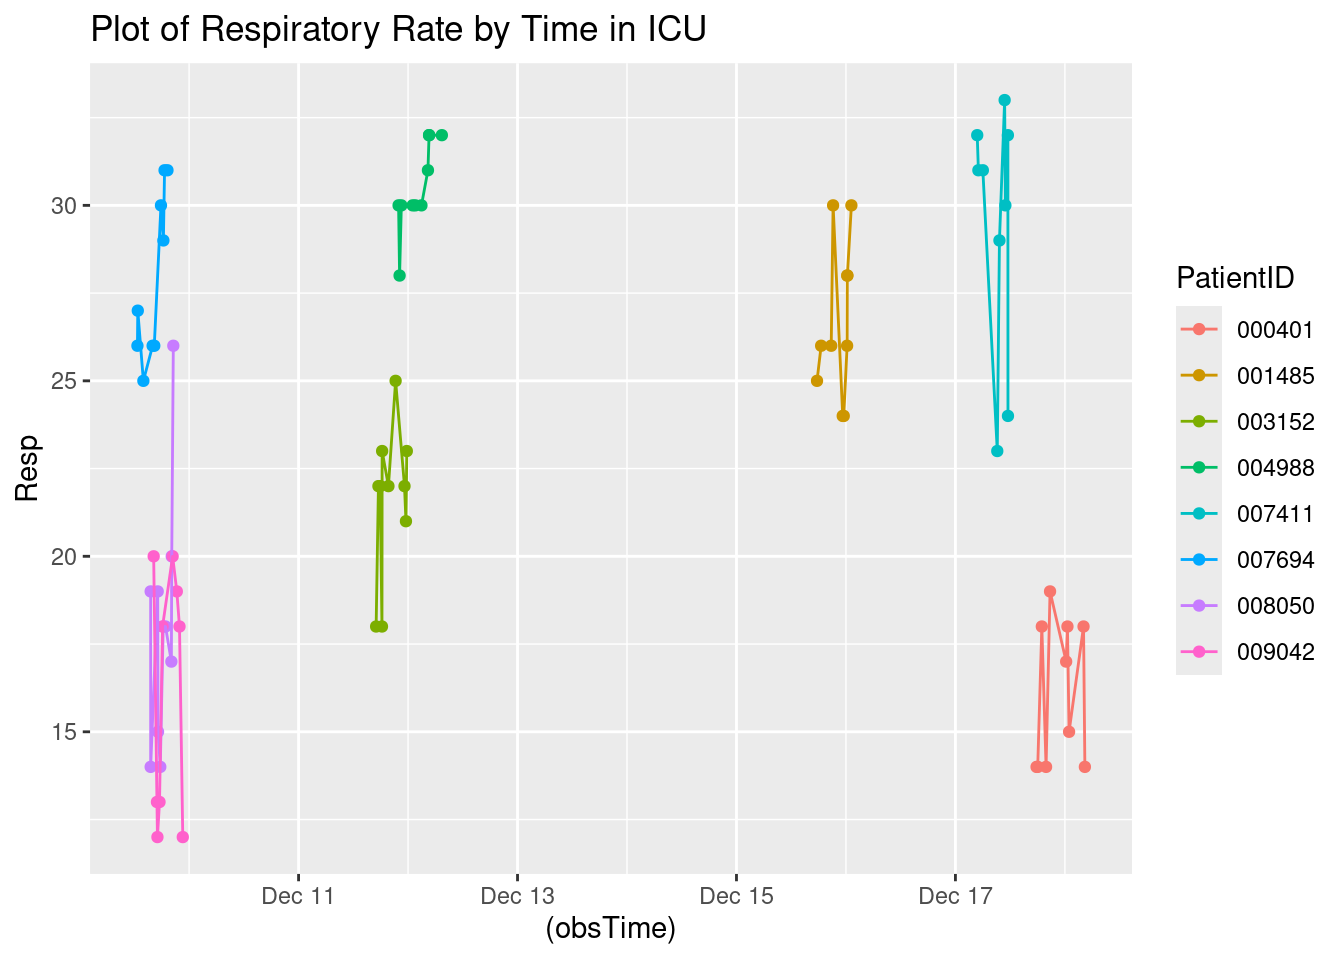 Plot of Respiratory Rate by Time in ICU
Resp
30
25
20
15
Dec 11
Dec 13
Dec 15
Dec 17
(obsTime)
PatientID
000401
001485
003152
004988
007411
007694
008050
009042